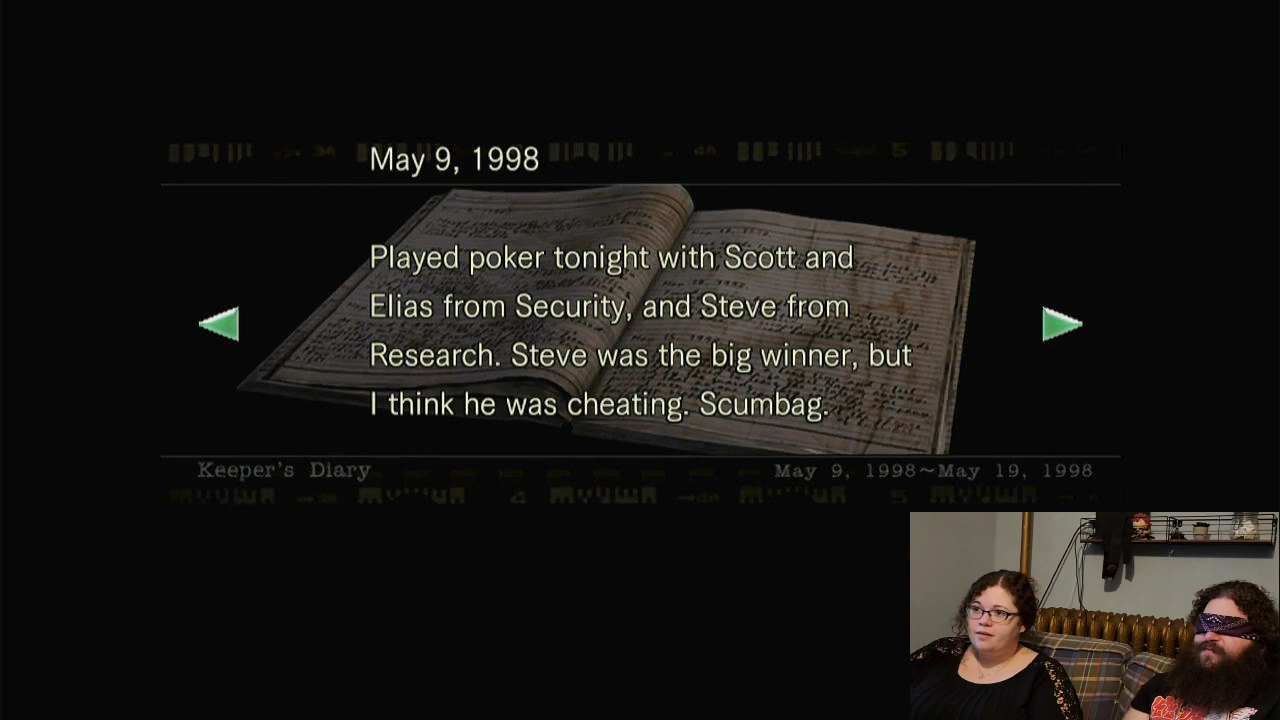 May 9, 1998
Played poker tonight with Scott and
Elias from Security, and Steve from
Research. Steve was the big winner, but
I think he was cheating. Scumbag.
Keeper's Diary
May 9, 1998~May 19, 1998